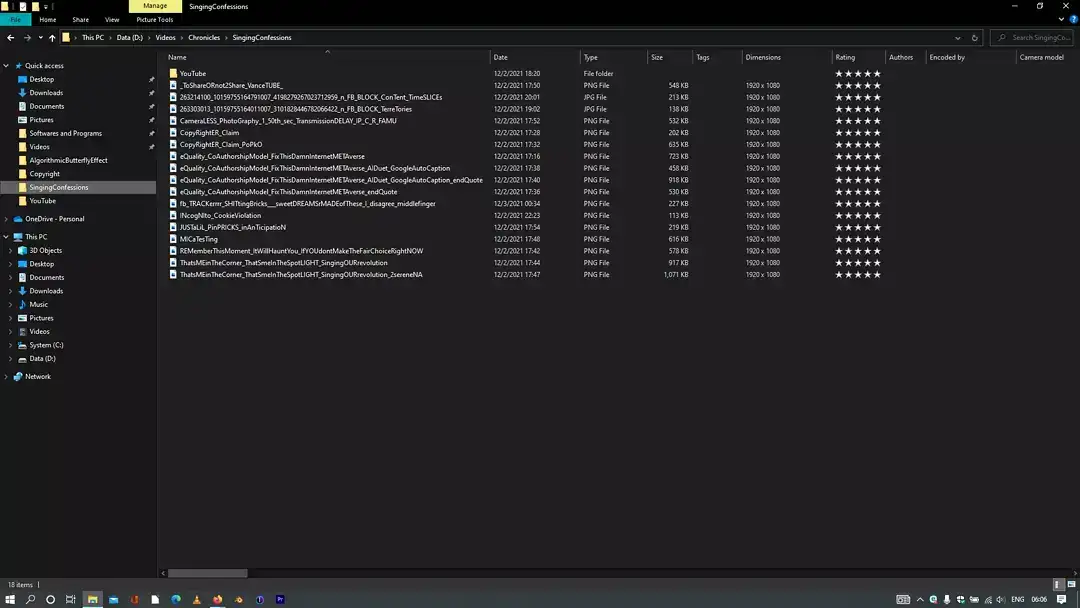 Manage SingingConfessions
File Home Share View Picture Tools
This PC Data (D:) Videos Chronicles SingingConfessions Search SingingCo...
Name Date Type Size Tags Dimensions Rating Authors Encoded by Camera model
Quick access
Desktop
Downloads
Documents
Pictures
Softwares and Programs
Videos
AlgorithmicButterflyEffect
Copyright
SingingConfessions
YouTube
OneDrive - Personal
This PC
3D Objects
Desktop
Documents
Downloads
Music
Pictures
Videos
System (C:)
Data (D:)
Network
YouTube 12/2/2021 18:20 File folder
_ToShareORnot2Share_VanceTUBE_ 12/2/2021 17:50 PNG File 548 KB 1920 x 1080
263214100_10159755164791007_4198279267023712959_n_FB_BLOCK_ConTent_TimeSLICEs 12/2/2021 20:01 JPG File 213 KB 1920 x 1080
263303013_10159755164011007_3101828446782066422_n_FB_BLOCK_TerreTories 12/2/2021 19:02 JPG File 138 KB 1920 x 1080
CameraLESS_PhotoGraphy_1_50th_sec_TransmissionDELAY_IP_C_R_FAMU 12/2/2021 17:52 PNG File 532 KB 1920 x 1080
CopyRightER_Claim 12/2/2021 17:28 PNG File 202 KB 1920 x 1080
CopyRightER_Claim_PoPkO 12/2/2021 17:32 PNG File 635 KB 1920 x 1080
eQuality_CoAuthorshipModel_FixThisDamnInternetMETAverse 12/2/2021 17:16 PNG File 723 KB 1920 x 1080
eQuality_CoAuthorshipModel_FixThisDamnInternetMETAverse_AIDuet_GoogleAutoCaption 12/2/2021 17:38 PNG File 458 KB 1920 x 1080
eQuality_CoAuthorshipModel_FixThisDamnInternetMETAverse_AIDuet_GoogleAutoCaption_endQuote 12/2/2021 17:40 PNG File 918 KB 1920 x 1080
eQuality_CoAuthorshipModel_FixThisDamnInternetMETAverse_endQuote 12/2/2021 17:36 PNG File 530 KB 1920 x 1080
fb_TRACKerrrr_SHITtingBricks___sweetDREAMSrMADEofThese_I_disagree_middlefinger 12/3/2021 00:34 PNG File 227 KB 1920 x 1080
INcogNIto_CookieViolation 12/2/2021 22:23 PNG File 113 KB 1920 x 1080
JUSTaLiL_PinPRICKS_inAnTicipatioN 12/2/2021 17:54 PNG File 219 KB 1920 x 1080
MICaTesTing 12/2/2021 17:48 PNG File 616 KB 1920 x 1080
REMemberThisMoment_ItWillHauntYou_IfYOUdontMakeTheFairChoiceRightNOW 12/2/2021 17:42 PNG File 578 KB 1920 x 1080
ThatsMEinTheCorner_ThatSmeInTheSpotLIGHT_SingingOURrevolution 12/2/2021 17:44 PNG File 917 KB 1920 x 1080
ThatsMEinTheCorner_ThatSmeInTheSpotLIGHT_SingingOURrevolution_2sereneNA 12/2/2021 17:47 PNG File 1,071 KB 1920 x 1080
18 items
ENG 06:06